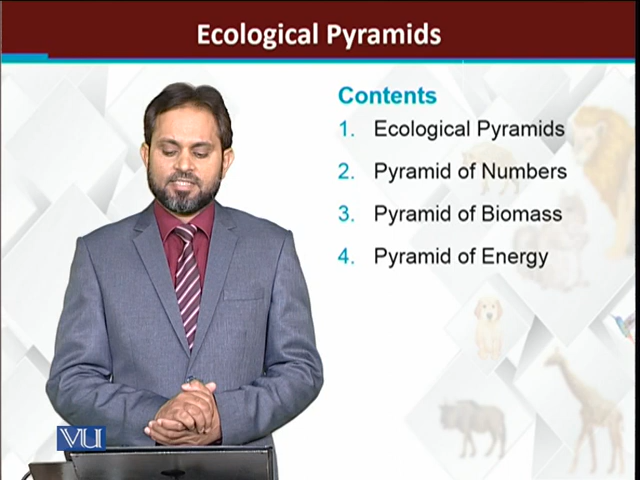 Ecological Pyramids
Contents
1. Ecological Pyramids
2. Pyramid of Numbers
3. Pyramid of Biomass
4. Pyramid of Energy
VU